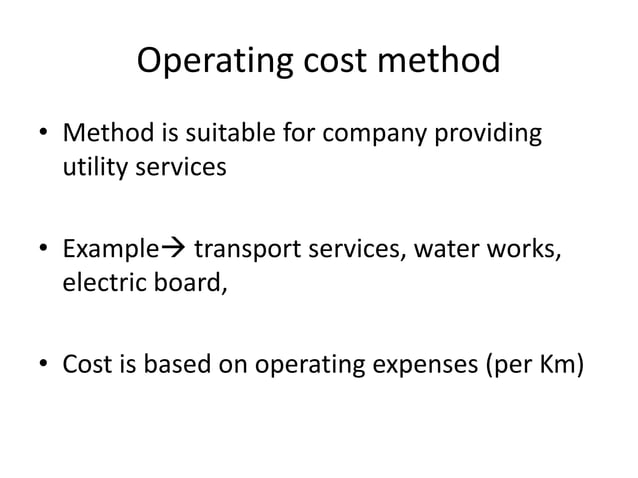 Operating cost method
• Method is suitable for company providing
utility services
• Example→ transport services, water works,
electric board,
• Cost is based on operating expenses (per Km)